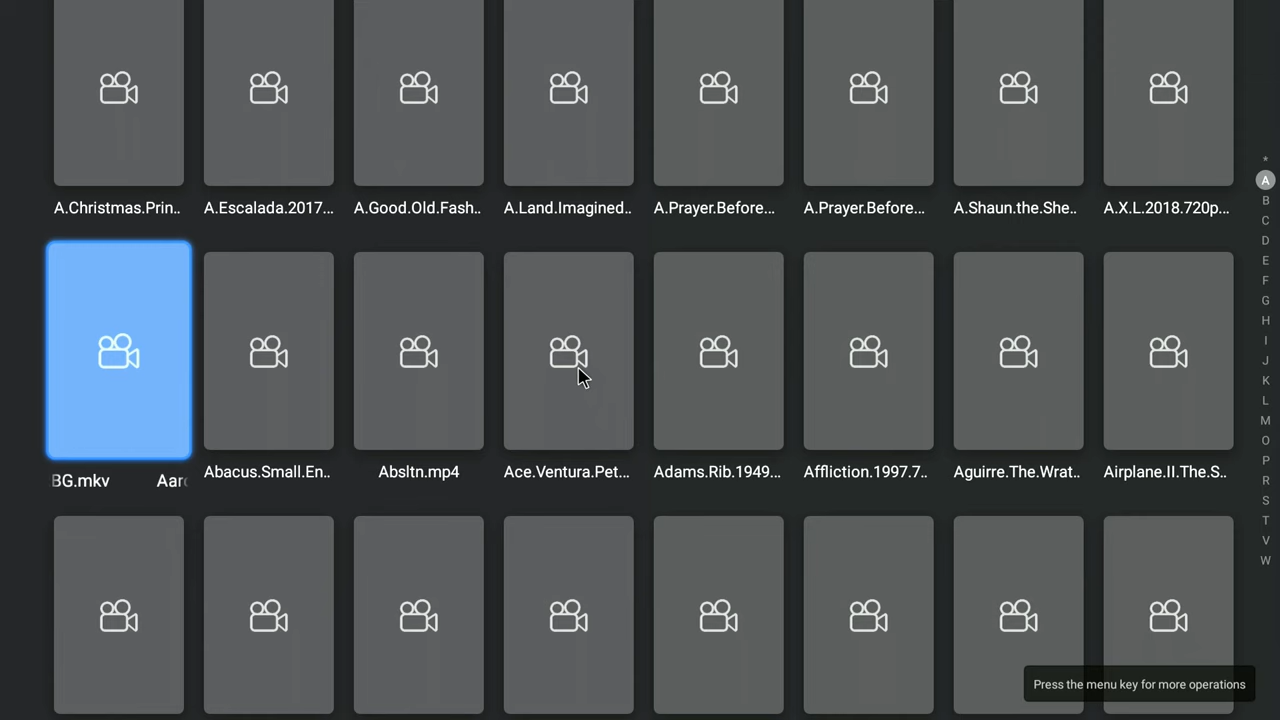 A.Christmas.Prin.. A.Escalada.2017... A.Good.Old.Fash.. A.Land.Imagined.. A.Prayer.Before... A.Prayer.Before... A.Shaun.the.She.. A.X.L.2018.720p...
BG.mkv Aaro Abacus.Small.En.. Absltn.mp4 Ace.Ventura.Pet... Adams.Rib.1949... Affliction.1997.7.. Aguirre.The.Wrat.. Airplane.II.The.S..
Press the menu key for more operations
*
A
B
C
D
E
F
G
H
I
J
K
L
M
O
P
R
S
T
V
W